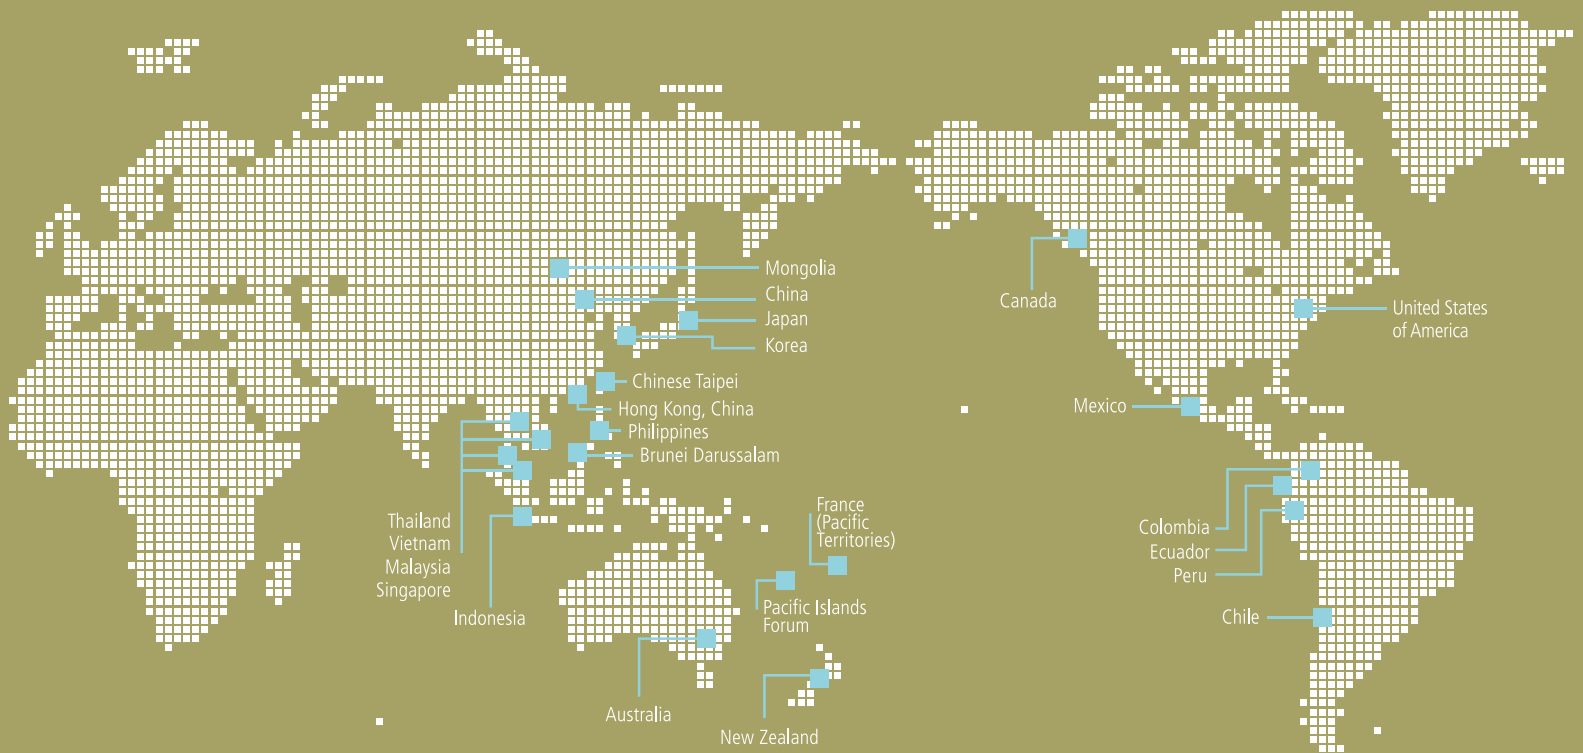 Mongolia
China
Japan
Korea
Chinese Taipei
Hong Kong, China
Philippines
Brunei Darussalam
Thailand
Vietnam
Malaysia
Singapore
Indonesia
France
(Pacific
Territories)
Pacific Islands
Forum
Australia
New Zealand
Canada
United States
of America
Mexico
Colombia
Ecuador
Peru
Chile